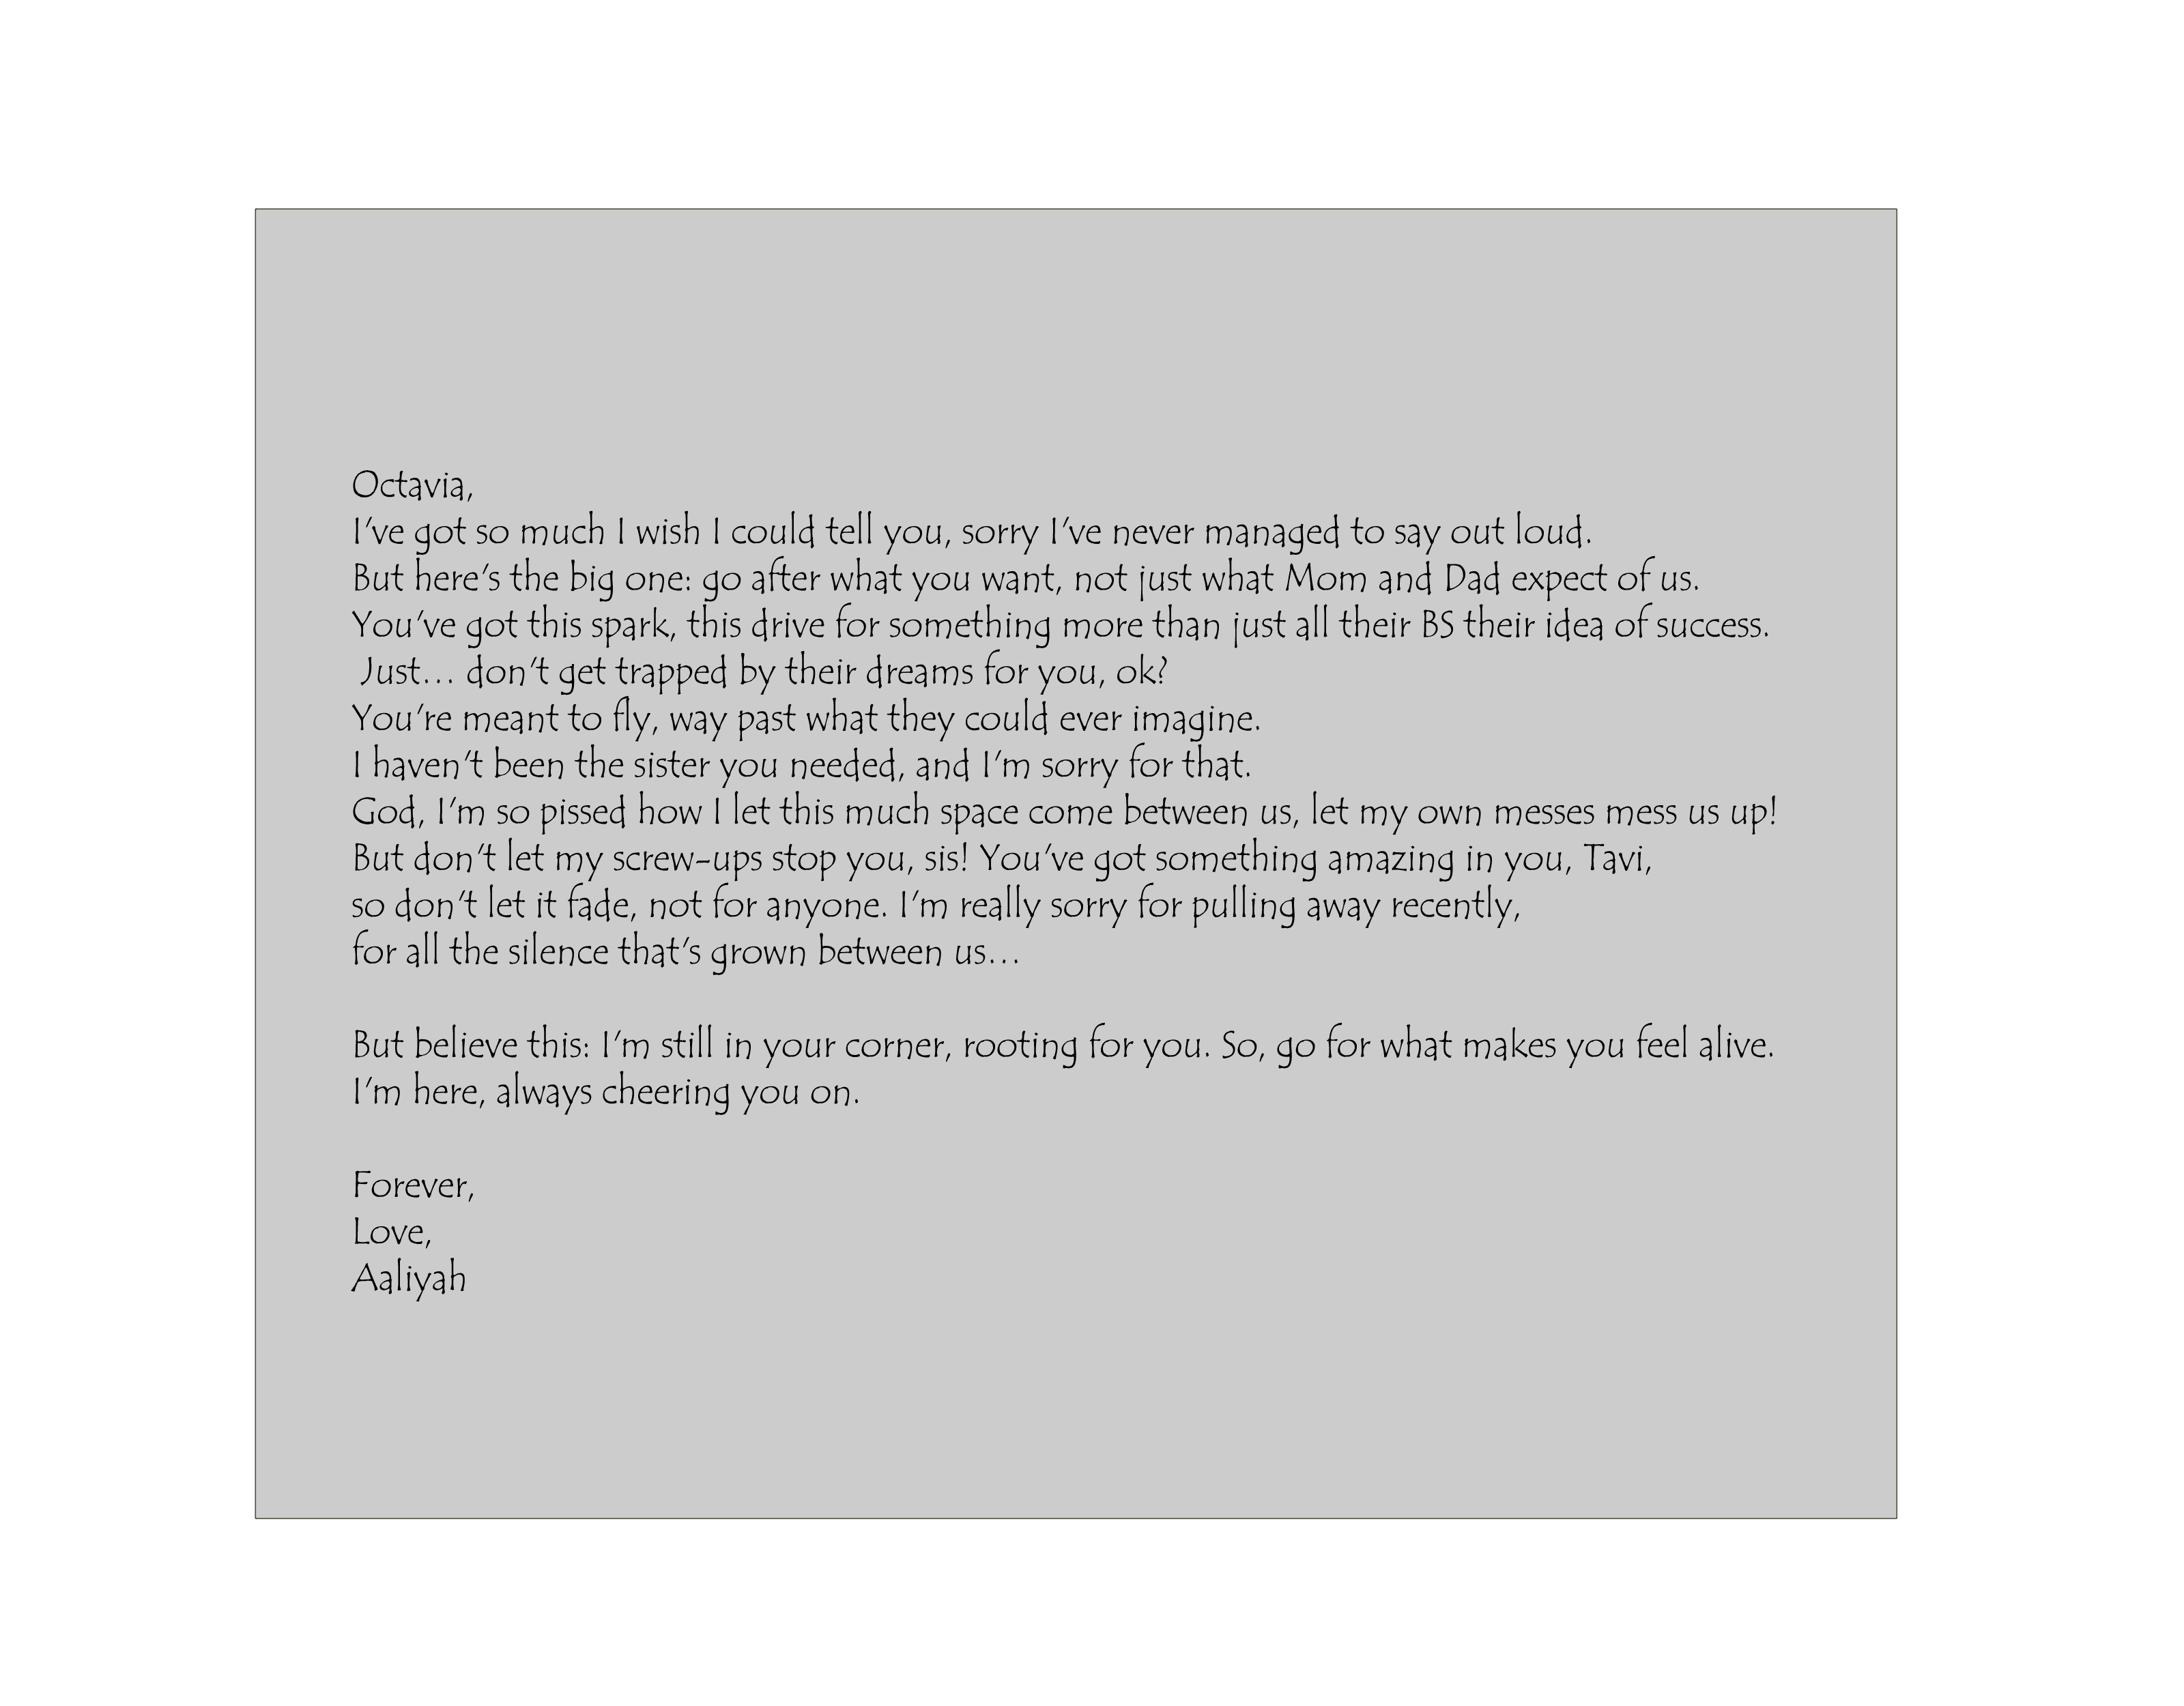 Octavia,
I've got so much I wish I could tell you, sorry I've never managed to say out loud.
But here's the big one: go after what you want, not just what Mom and Dad expect of us.
You've got this spark, this drive for something more than just all their BS their idea of success.
Just... don't get trapped by their dreams for you, ok?
You're meant to fly, way past what they could ever imagine.
I haven't been the sister you needed, and I'm sorry for that.
God, I'm so pissed how I let this much space come between us, let my own messes mess us up!
But don't let my screw-ups stop you, sis! You've got something amazing in you, Tavi,
so don't let it fade, not for anyone. I'm really sorry for pulling away recently,
for all the silence that's grown between us...
But believe this: I'm still in your corner, rooting for you. So, go for what makes you feel alive.
I'm here, always cheering you on.
Forever,
Love,
Aaliyah